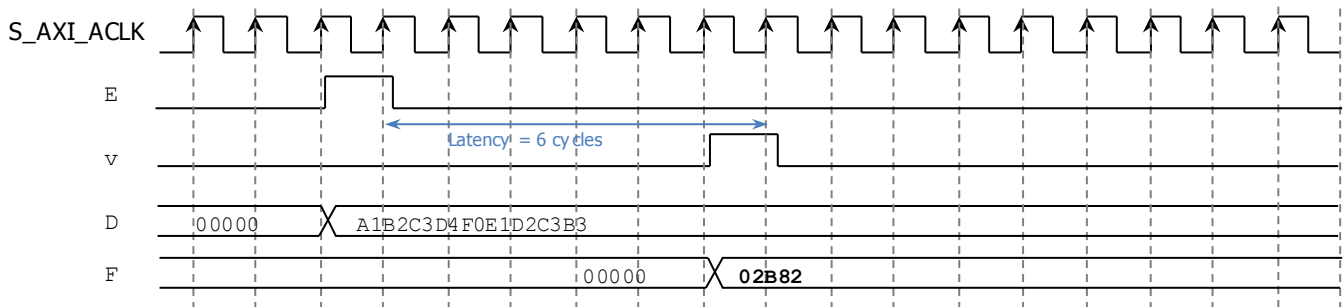 S_AXI_ACLK
E
Latency = 6 cycles
v
D 00000 A1B2C3D4F0E1D2C3B3
F 00000 02B82